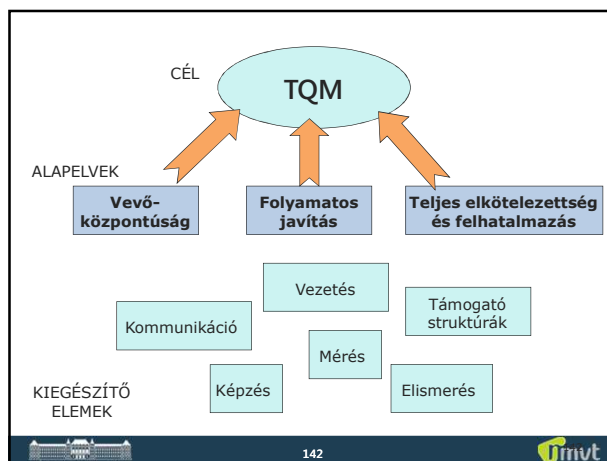 CÉL
TQM
ALAPELVEK
Vevő-
központúság
Folyamatos
javítás
Teljes elkötelezettség
és felhatalmazás
Vezetés
Támogató
struktúrák
Kommunikáció
Mérés
Képzés
Elismerés
KIEGÉSZÍTŐ
ELEMEK
142
nmvt